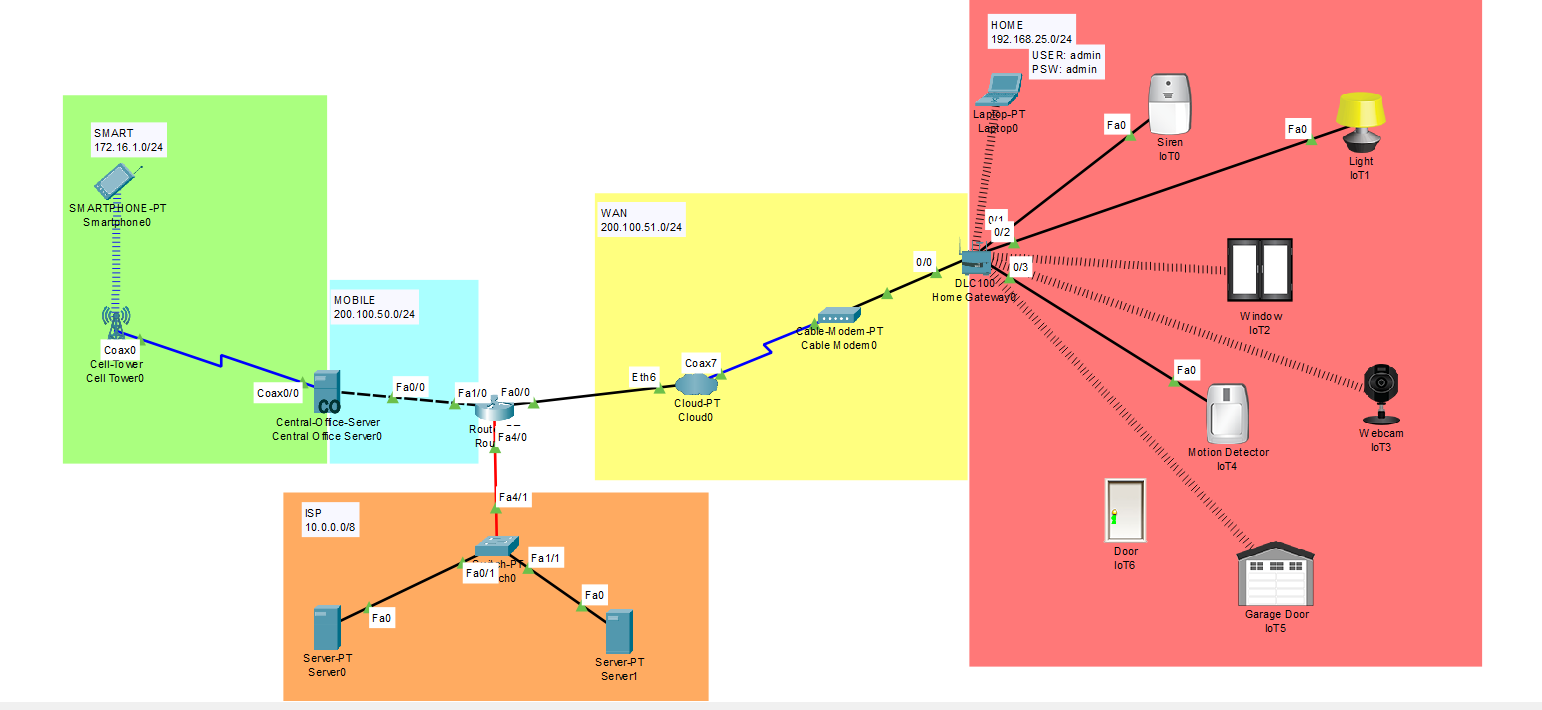 HOME
192.168.25.0/24
USER: admin
PSW: admin
Laptop-PT
Laptop0
Fa0
Siren
IoT0
Fa0
Light
IoT1
SMART
172.16.1.0/24
SMARTPHONE-PT
Smartphone0
WAN
200.100.51.0/24
0/1
0/2
0/0
0/3
DLC100
Home Gateway0
Window
IoT2
MOBILE
200.100.50.0/24
Coax0
Cell-Tower
Cell Tower0
Cable-Modem-PT
Cable Modem0
Coax7
Eth6
Cloud-PT
Cloud0
Coax0/0
Fa0/0
Fa1/0
Fa0/0
Central-Office-Server
Central Office Server0
CO
Fa4/0
Fa0
Motion Detector
IoT4
Webcam
IoT3
ISP
10.0.0.0/8
Fa4/1
Fa0/1
Fa1/1
Fa0
Fa0
Server-PT
Server0
Server-PT
Server1
Door
IoT6
Garage Door
IoT5